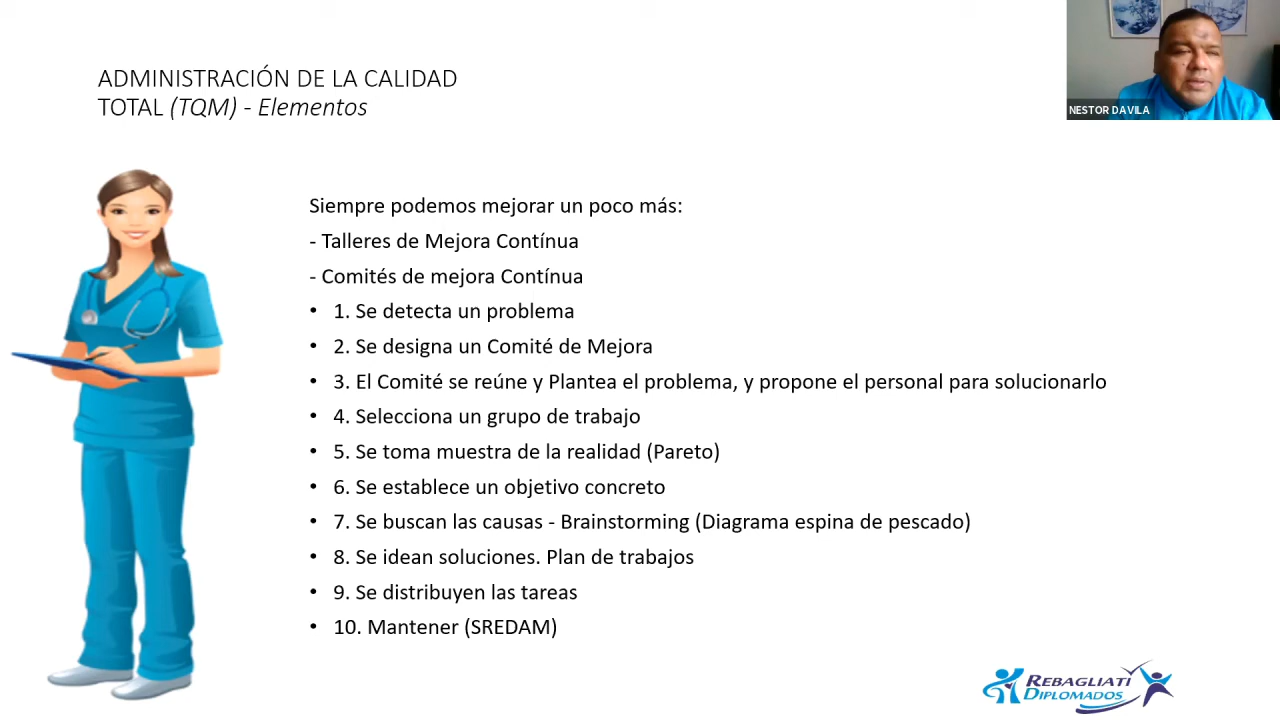 NESTOR DAVILA
ADMINISTRACIÓN DE LA CALIDAD
TOTAL (TQM) - Elementos
Siempre podemos mejorar un poco más:
- Talleres de Mejora Contínua
- Comités de mejora Contínua
• 1. Se detecta un problema
• 2. Se designa un Comité de Mejora
• 3. El Comité se reúne y Plantea el problema, y propone el personal para solucionarlo
• 4. Selecciona un grupo de trabajo
• 5. Se toma muestra de la realidad (Pareto)
• 6. Se establece un objetivo concreto
• 7. Se buscan las causas - Brainstorming (Diagrama espina de pescado)
• 8. Se idean soluciones. Plan de trabajos
• 9. Se distribuyen las tareas
• 10. Mantener (SREDAM)
REBAGLIATI
DIPLOMADOS